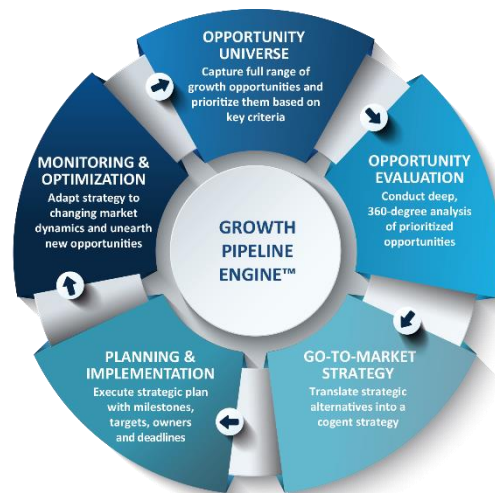 OPPORTUNITY
UNIVERSE
Capture full range of
growth opportunities and
prioritize them based on
key criteria
OPPORTUNITY
EVALUATION
Conduct deep,
360-degree analysis
of prioritized
opportunities
GO-TO-MARKET
STRATEGY
Translate strategic
alternatives into a
cogent strategy
PLANNING &
IMPLEMENTATION
Execute strategic plan
with milestones,
targets, owners
and deadlines
MONITORING &
OPTIMIZATION
Adapt strategy to
changing market
dynamics and unearth
new opportunities
GROWTH
PIPELINE
ENGINE™